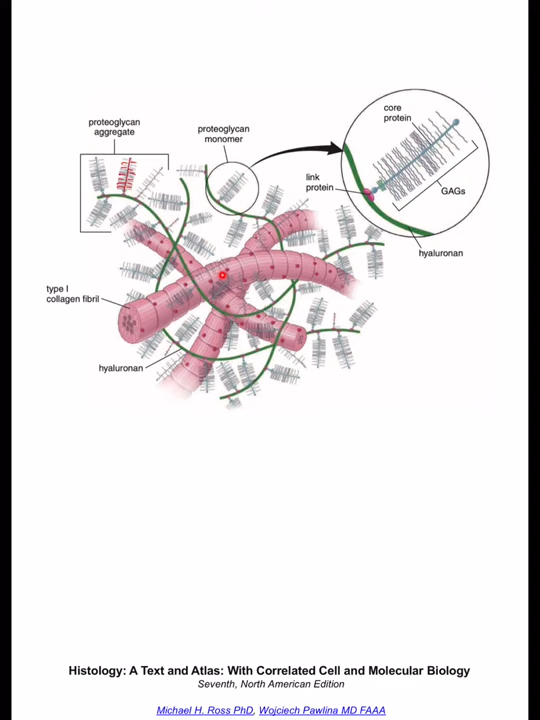 proteoglycan
aggregate
proteoglycan
monomer
core
protein
link
protein
GAGs
hyaluronan
type I
collagen fibril
hyaluronan
Histology: A Text and Atlas: With Correlated Cell and Molecular Biology
Seventh, North American Edition
Michael H. Ross PhD, Wojciech Pawlina MD FAAA